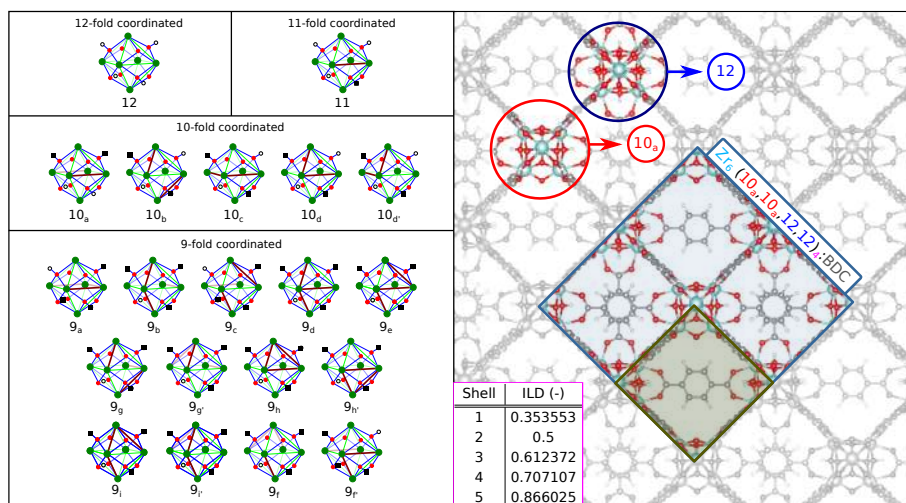 12-fold coordinated
12
11-fold coordinated
11
10-fold coordinated
10a
10b
10c
10d
10d'
9-fold coordinated
9a
9b
9c
9d
9e
9g
9g'
9h
9h'
9i
9i'
9f
9f'
12
10a
Zr6 (10a,10a,12,12)4:BDC
Shell ILD (-)
1 0.353553
2 0.5
3 0.612372
4 0.707107
5 0.866025